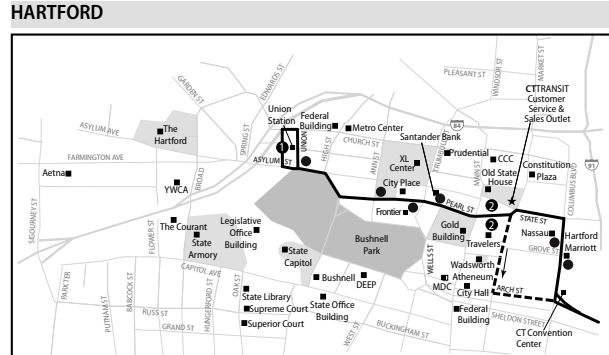 HARTFORD
PLEASANT ST
WINDSOR ST
MARKET ST
EDWARDS ST
GARDEN ST
CTTRANSIT
Customer
Service &
Sales Outlet
Union
Station
Federal
Building
Metro Center
Santander Bank
84
ASYLUM AVE
The
Hartford
SPRING ST
UNION
HIGH ST
CHURCH ST
ANN ST
TRUMBULL ST
Prudential
MAIN ST
CCC
Constitution
Plaza
91
COLUMBUS BLVD
1
FARMINGTON AVE
ASYLUM ST
XL
Center
Old State
House
Aetna
YWCA
BROAD
City Place
PEARL ST
2
STATE ST
SIGOURNEY ST
FLOWER ST
The Courant
Legislative
Office
Building
Frontier
Gold
Building
2
Travelers
Nassau
Hartford
Marriott
GROVE ST
State
Armory
State
Capitol
Bushnell
Park
WELLS ST
CAPITOL AVE
PARK TER
PUTNAM ST
BABCOCK ST
HUNGERFORD ST
OAK ST
Bushnell
DEEP
Wadsworth
Atheneum
MDC
City Hall
ARCH ST
RUSS ST
GRAND ST
State Library
Supreme Court
Superior Court
State Office
Building
WEST ST
BUCKINGHAM ST
Federal
Building
SHELDON STREET
CT Convention
Center